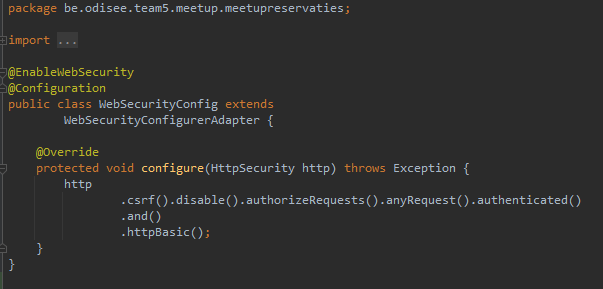 package be.odisee.team5.meetup.meetupreservaties;
import ...
@EnableWebSecurity
@Configuration
public class WebSecurityConfig extends
WebSecurityConfigurerAdapter {
@Override
protected void configure(HttpSecurity http) throws Exception {
http
.csrf().disable().authorizeRequests().anyRequest().authenticated()
.and()
.httpBasic();
}
}